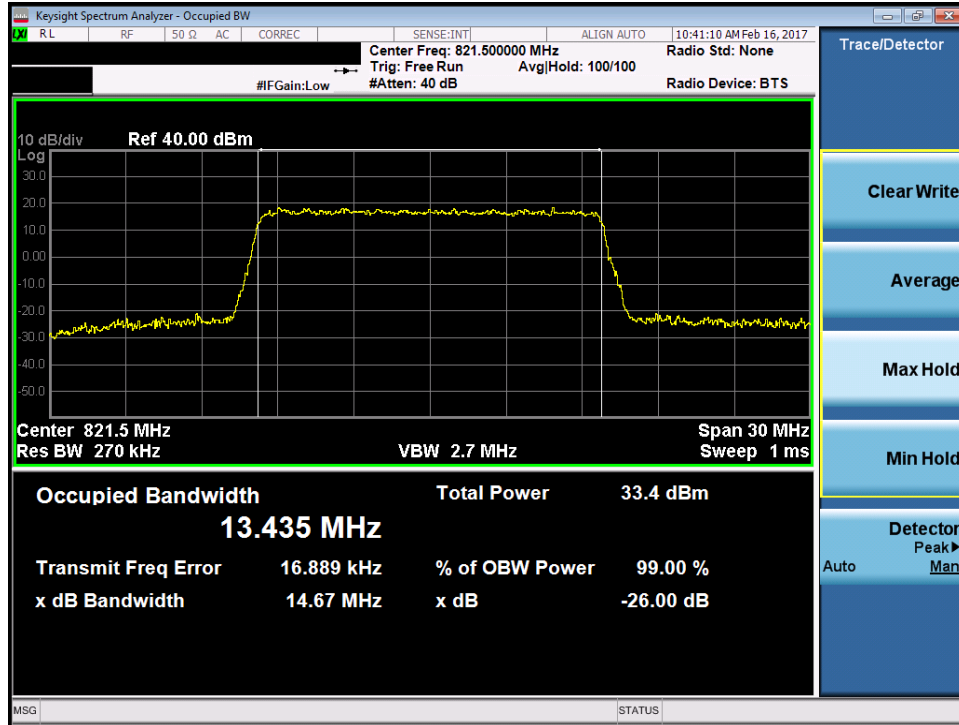 Keysight Spectrum Analyzer - Occupied BW
LXI RL RF 50 Ω AC CORREC SENSE:INT ALIGN AUTO 10:41:10 AM Feb 16, 2017
Center Freq: 821.500000 MHz Radio Std: None
Trig: Free Run Avg|Hold: 100/100
#IFGain:Low #Atten: 40 dB Radio Device: BTS
10 dB/div Ref 40.00 dBm
Log
30.0
20.0
10.0
0.00
-10.0
-20.0
-30.0
-40.0
-50.0
Center 821.5 MHz Span 30 MHz
Res BW 270 kHz VBW 2.7 MHz Sweep 1 ms
Occupied Bandwidth Total Power 33.4 dBm
13.435 MHz
Transmit Freq Error 16.889 kHz % of OBW Power 99.00 %
x dB Bandwidth 14.67 MHz x dB -26.00 dB
Trace/Detector
Clear Write
Average
Max Hold
Min Hold
Detector
Peak▶
Auto Man
MSG STATUS